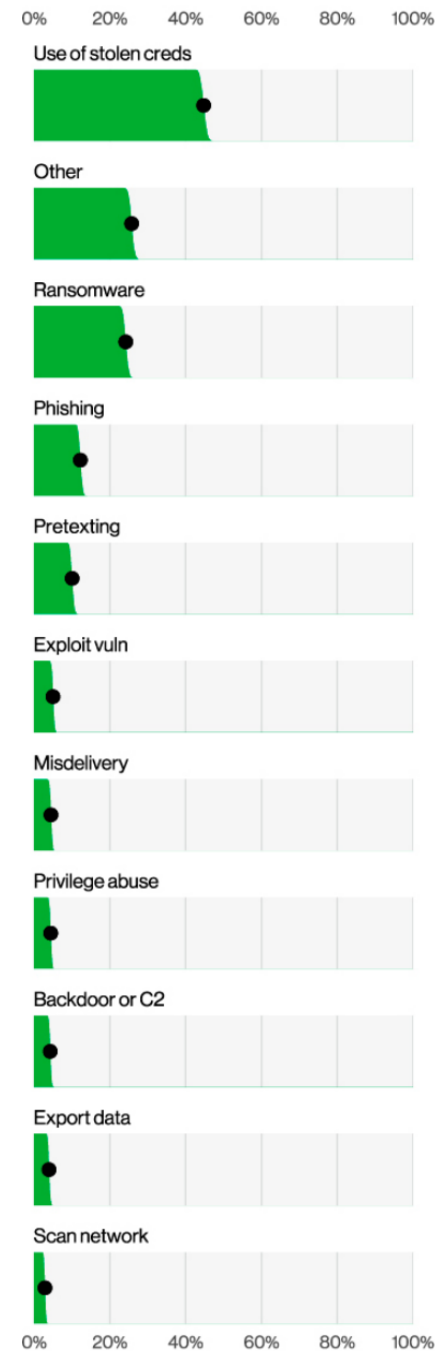 0% 20% 40% 60% 80% 100%
Use of stolen creds
Other
Ransomware
Phishing
Pretexting
Exploit vuln
Misdelivery
Privilege abuse
Backdoor or C2
Export data
Scan network
0% 20% 40% 60% 80% 100%